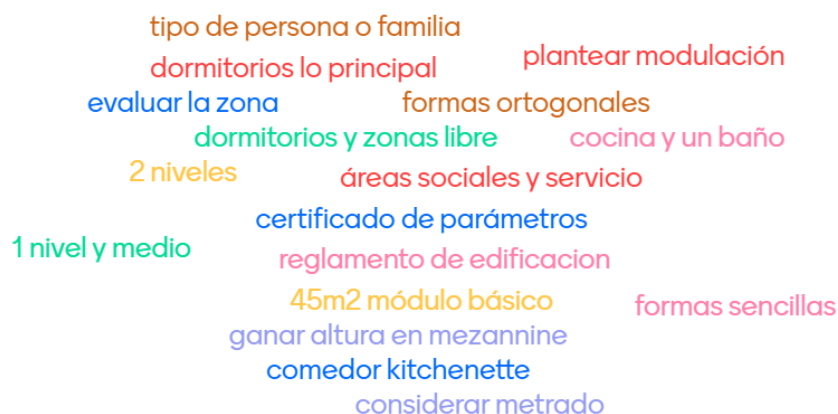 tipo de persona o familia
plantear modulación
dormitorios lo principal
evaluar la zona
formas ortogonales
dormitorios y zonas libre
cocina y un baño
2 niveles
áreas sociales y servicio
certificado de parámetros
1 nivel y medio
reglamento de edificacion
45m2 módulo básico
formas sencillas
ganar altura en mezannine
comedor kitchenette
considerar metrado